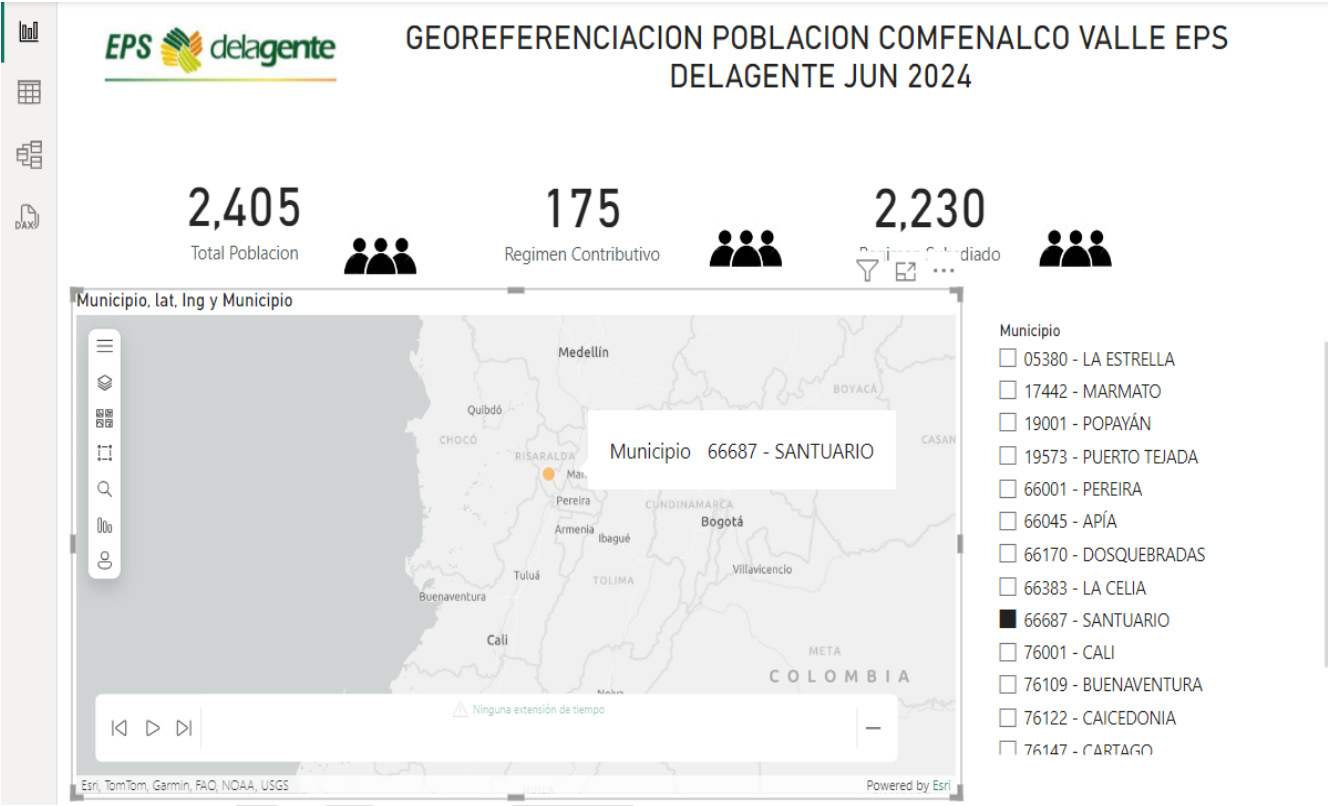 EPS delagente
GEOREFERENCIACION POBLACION COMFENALCO VALLE EPS
DELAGENTE JUN 2024
DAX
2,405
Total Poblacion
175
Regimen Contributivo
2,230
diado
Municipio, lat, lng y Municipio
Medellín
Quibdó
BOYACÁ
CHOCÓ
CASAN
RISARALDA
Municipio 66687 - SANTUARIO
Pereira
CUNDINAMARCA
Bogotá
Armenia
Ibagué
Tuluá
TOLIMA
Villavicencio
Buenaventura
Cali
META
COLOMBIA
Ninguna extensión de tiempo
Esri, TomTom, Garmin, FAO, NOAA, USGS
Powered by Esri
Municipio
05380 - LA ESTRELLA
17442 - MARMATO
19001 - POPAYÁN
19573 - PUERTO TEJADA
66001 - PEREIRA
66045 - APÍA
66170 - DOSQUEBRADAS
66383 - LA CELIA
66687 - SANTUARIO
76001 - CALI
76109 - BUENAVENTURA
76122 - CAICEDONIA
76147 - CARTAGO